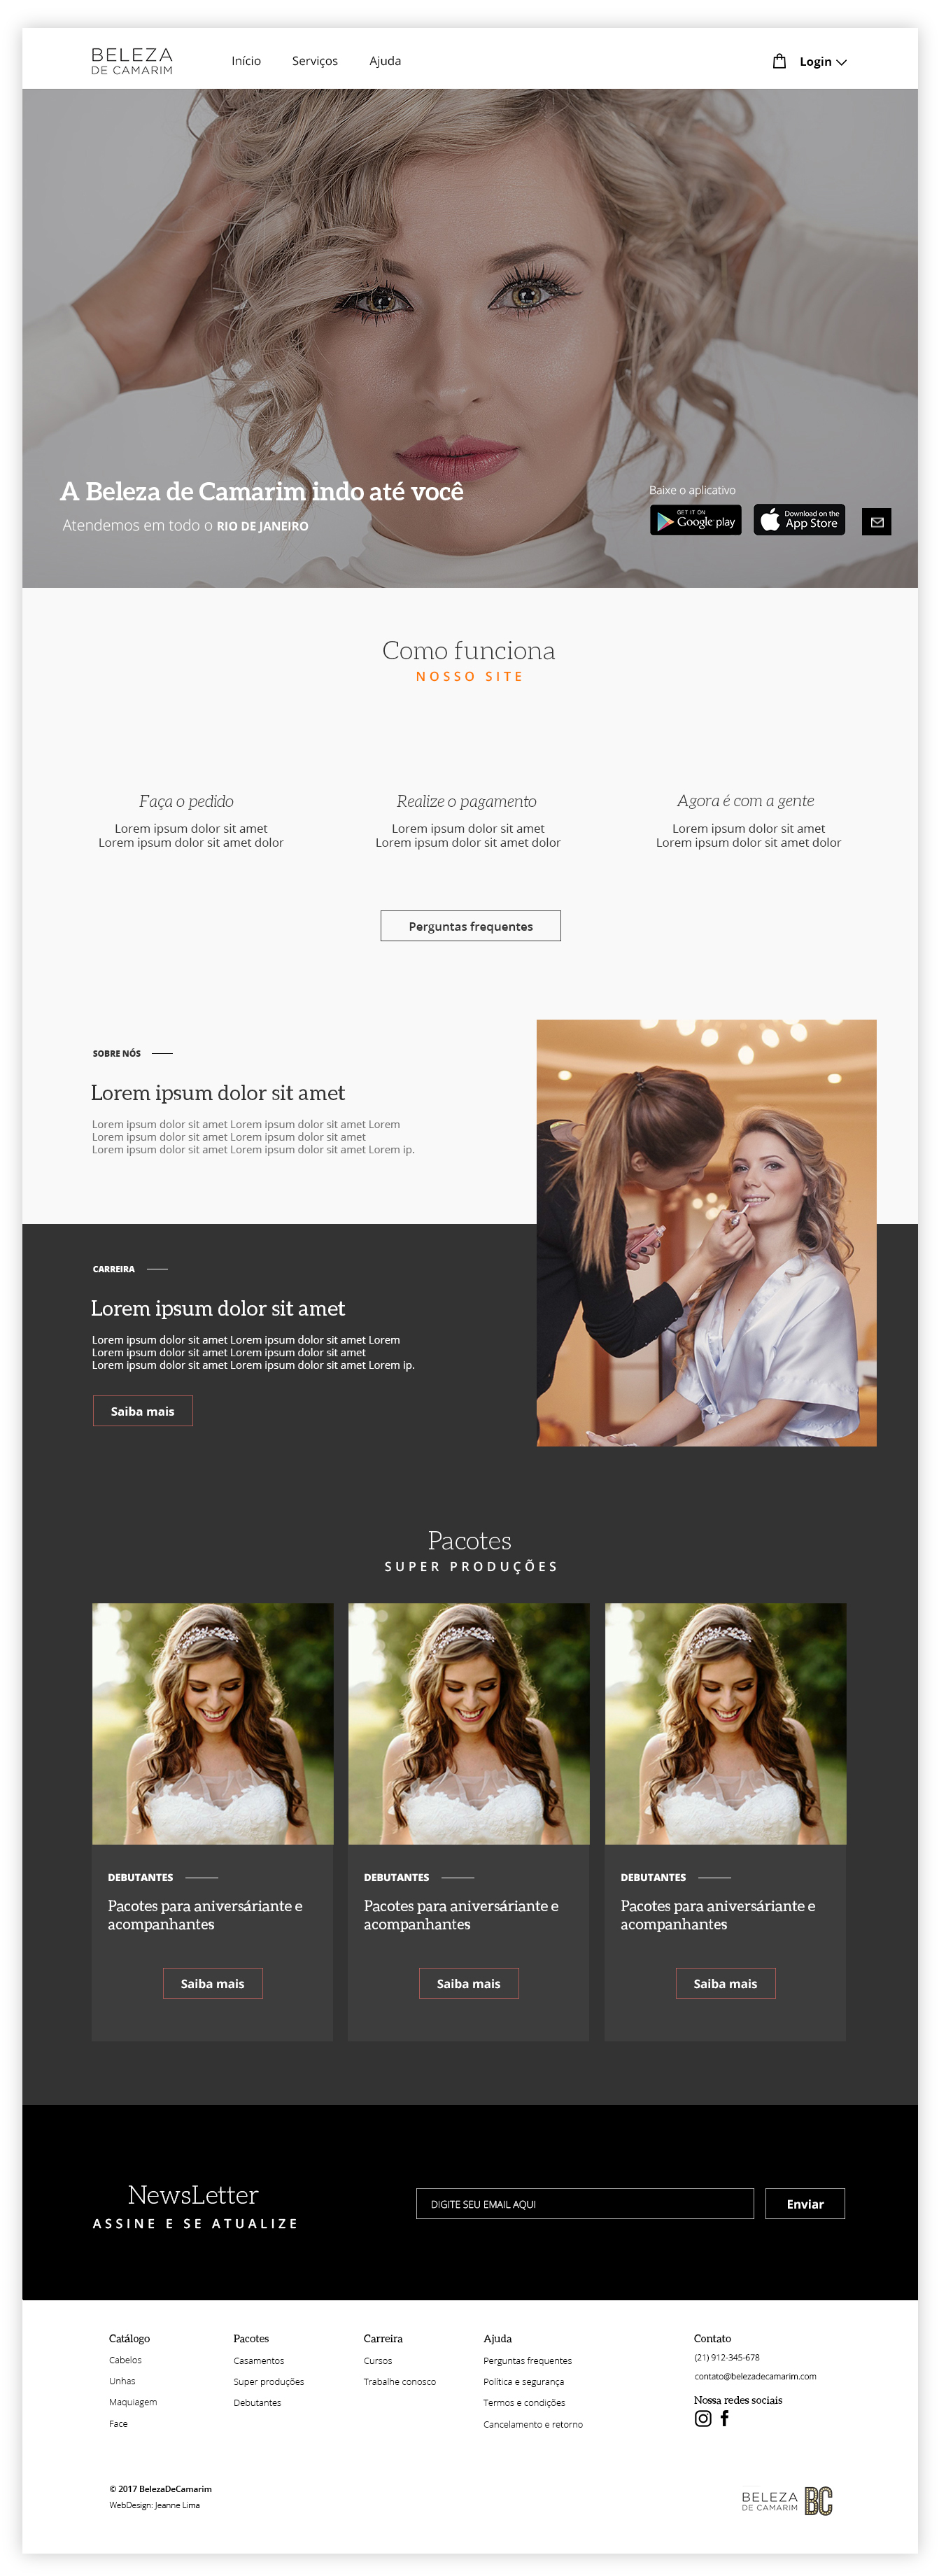 BELEZA
DE CAMARIM
Início Serviços Ajuda
Login
A Beleza de Camarim indo até você
Atendemos em todo o RIO DE JANEIRO
Baixe o aplicativo
GET IT ON
Google play
Download on the
App Store
Como funciona
NOSSO SITE
Faça o pedido
Lorem ipsum dolor sit amet
Lorem ipsum dolor sit amet dolor
Realize o pagamento
Lorem ipsum dolor sit amet
Lorem ipsum dolor sit amet dolor
Agora é com a gente
Lorem ipsum dolor sit amet
Lorem ipsum dolor sit amet dolor
Perguntas frequentes
SOBRE NÓS
Lorem ipsum dolor sit amet
Lorem ipsum dolor sit amet Lorem ipsum dolor sit amet Lorem
Lorem ipsum dolor sit amet Lorem ipsum dolor sit amet
Lorem ipsum dolor sit amet Lorem ipsum dolor sit amet Lorem ip.
CARREIRA
Lorem ipsum dolor sit amet
Lorem ipsum dolor sit amet Lorem ipsum dolor sit amet Lorem
Lorem ipsum dolor sit amet Lorem ipsum dolor sit amet
Lorem ipsum dolor sit amet Lorem ipsum dolor sit amet Lorem ip.
Saiba mais
Pacotes
SUPER PRODUÇÕES
DEBUTANTES
Pacotes para aniversáriante e
acompanhantes
Saiba mais
DEBUTANTES
Pacotes para aniversáriante e
acompanhantes
Saiba mais
DEBUTANTES
Pacotes para aniversáriante e
acompanhantes
Saiba mais
NewsLetter
ASSINE E SE ATUALIZE
DIGITE SEU EMAIL AQUI
Enviar
Catálogo
Cabelos
Unhas
Maquiagem
Face
Pacotes
Casamentos
Super produções
Debutantes
Carreira
Cursos
Trabalhe conosco
Ajuda
Perguntas frequentes
Política e segurança
Termos e condições
Cancelamento e retorno
Contato
(21) 912-345-678
contato@belezadecamarim.com
Nossa redes sociais
© 2017 BelezaDeCamarim
WebDesign: Jeanne Lima
BELEZA
DE CAMARIM
BC